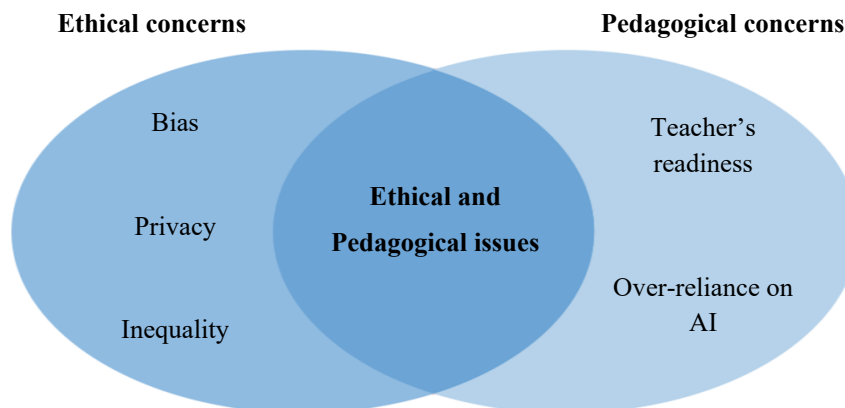 Ethical concerns
Pedagogical concerns
Bias
Privacy
Inequality
Ethical and
Pedagogical issues
Teacher’s
readiness
Over-reliance on
AI